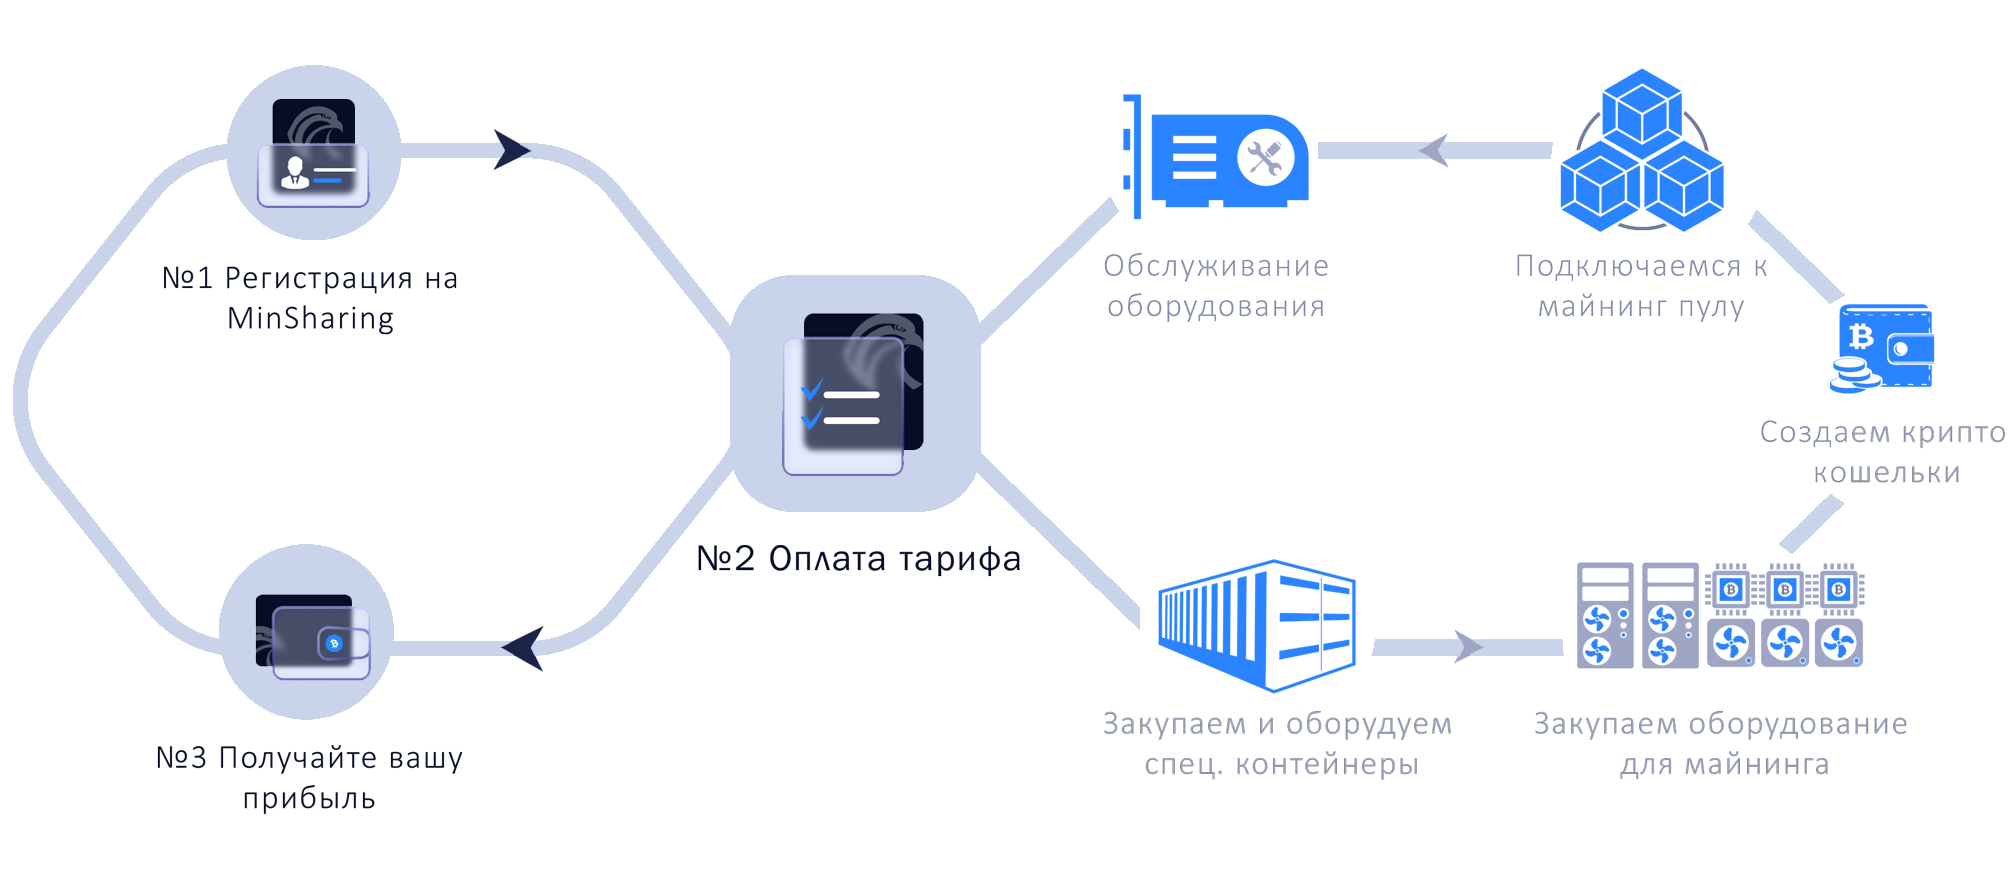 №1 Регистрация на
MinSharing
№2 Оплата тарифа
№3 Получайте вашу
прибыль
Обслуживание
оборудования
Подключаемся к
майнинг пулу
Создаем крипто
кошельки
Закупаем и оборудуем
спец. контейнеры
Закупаем оборудование
для майнинга